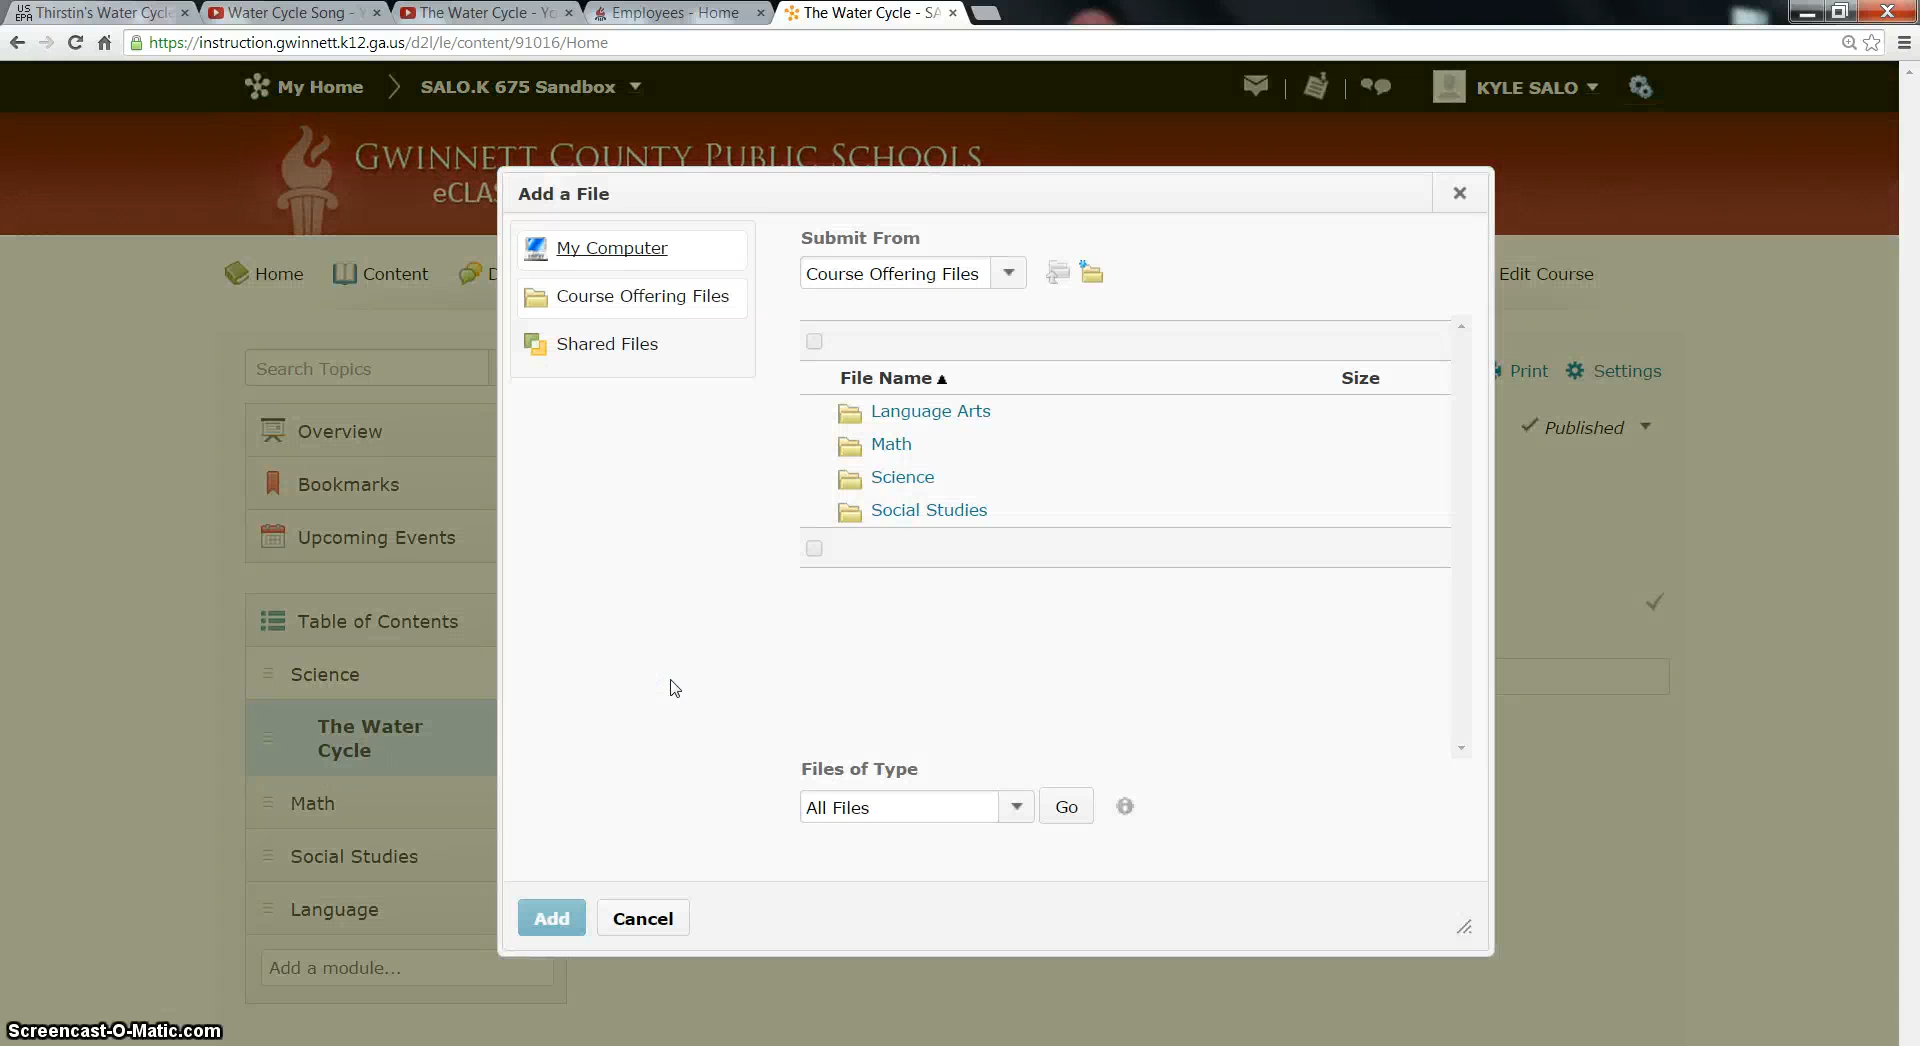 US EPA Thirstin's Water Cycle
Water Cycle Song - Y
The Water Cycle - Yo
Employees - Home
The Water Cycle - SA
https://instruction.gwinnett.k12.ga.us/d2l/le/content/91016/Home
My Home
SALO.K 675 Sandbox
KYLE SALO
GWINNETT COUNTY PUBLIC SCHOOLS
eCLAS
Add a File
Home
Content
D
Edit Course
My Computer
Course Offering Files
Shared Files
Submit From
Course Offering Files
File Name
Size
Language Arts
Math
Science
Social Studies
Files of Type
All Files
Go
Add
Cancel
Search Topics
Print
Settings
Published
Overview
Bookmarks
Upcoming Events
Table of Contents
Science
The Water
Cycle
Math
Social Studies
Language
Add a module...
Screencast-O-Matic.com